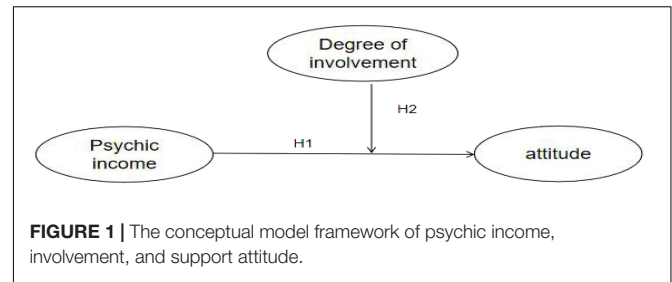 Degree of
involvement
H2
H1
Psychic
income
attitude
FIGURE 1 | The conceptual model framework of psychic income,
involvement, and support attitude.